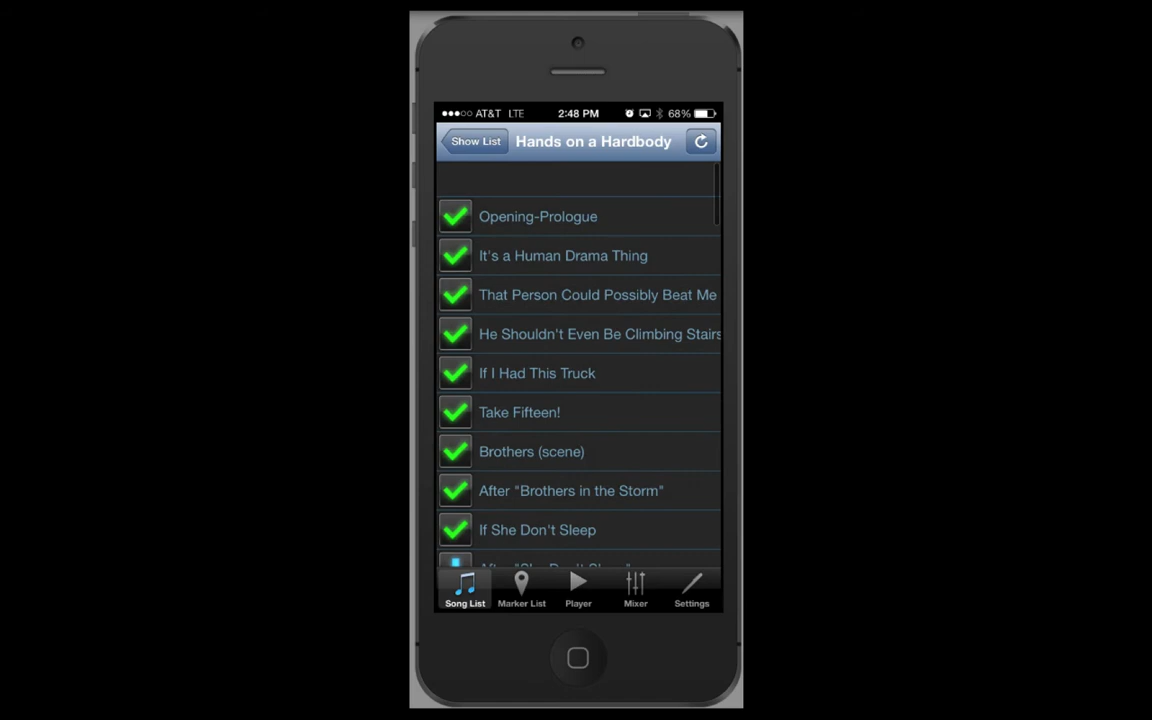 AT&T LTE 2:48 PM 68%
Show List Hands on a Hardbody
Opening-Prologue
It's a Human Drama Thing
That Person Could Possibly Beat Me
He Shouldn't Even Be Climbing Stairs
If I Had This Truck
Take Fifteen!
Brothers (scene)
After "Brothers in the Storm"
If She Don't Sleep
Song List Marker List Player Mixer Settings